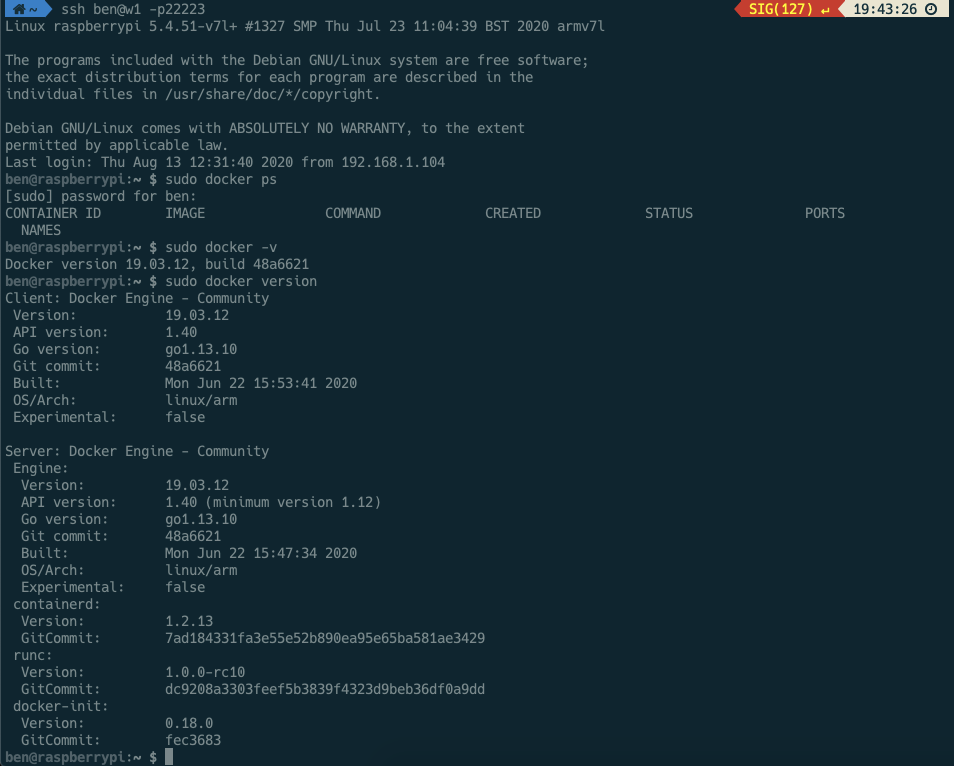 ~ ssh ben@w1 -p22223 SIG(127) ↵ 19:43:26
Linux raspberrypi 5.4.51-v7l+ #1327 SMP Thu Jul 23 11:04:39 BST 2020 armv7l

The programs included with the Debian GNU/Linux system are free software;
the exact distribution terms for each program are described in the
individual files in /usr/share/doc/*/copyright.

Debian GNU/Linux comes with ABSOLUTELY NO WARRANTY, to the extent
permitted by applicable law.
Last login: Thu Aug 13 12:31:40 2020 from 192.168.1.104
ben@raspberrypi:~ $ sudo docker ps
[sudo] password for ben:
CONTAINER ID        IMAGE               COMMAND             CREATED             STATUS              PORTS
  NAMES
ben@raspberrypi:~ $ sudo docker -v
Docker version 19.03.12, build 48a6621
ben@raspberrypi:~ $ sudo docker version
Client: Docker Engine - Community
 Version:           19.03.12
 API version:       1.40
 Go version:        go1.13.10
 Git commit:        48a6621
 Built:             Mon Jun 22 15:53:41 2020
 OS/Arch:           linux/arm
 Experimental:      false

Server: Docker Engine - Community
 Engine:
  Version:          19.03.12
  API version:      1.40 (minimum version 1.12)
  Go version:       go1.13.10
  Git commit:       48a6621
  Built:            Mon Jun 22 15:47:34 2020
  OS/Arch:          linux/arm
  Experimental:     false
 containerd:
  Version:          1.2.13
  GitCommit:        7ad184331fa3e55e52b890ea95e65ba581ae3429
 runc:
  Version:          1.0.0-rc10
  GitCommit:        dc9208a3303feef5b3839f4323d9beb36df0a9dd
 docker-init:
  Version:          0.18.0
  GitCommit:        fec3683
ben@raspberrypi:~ $